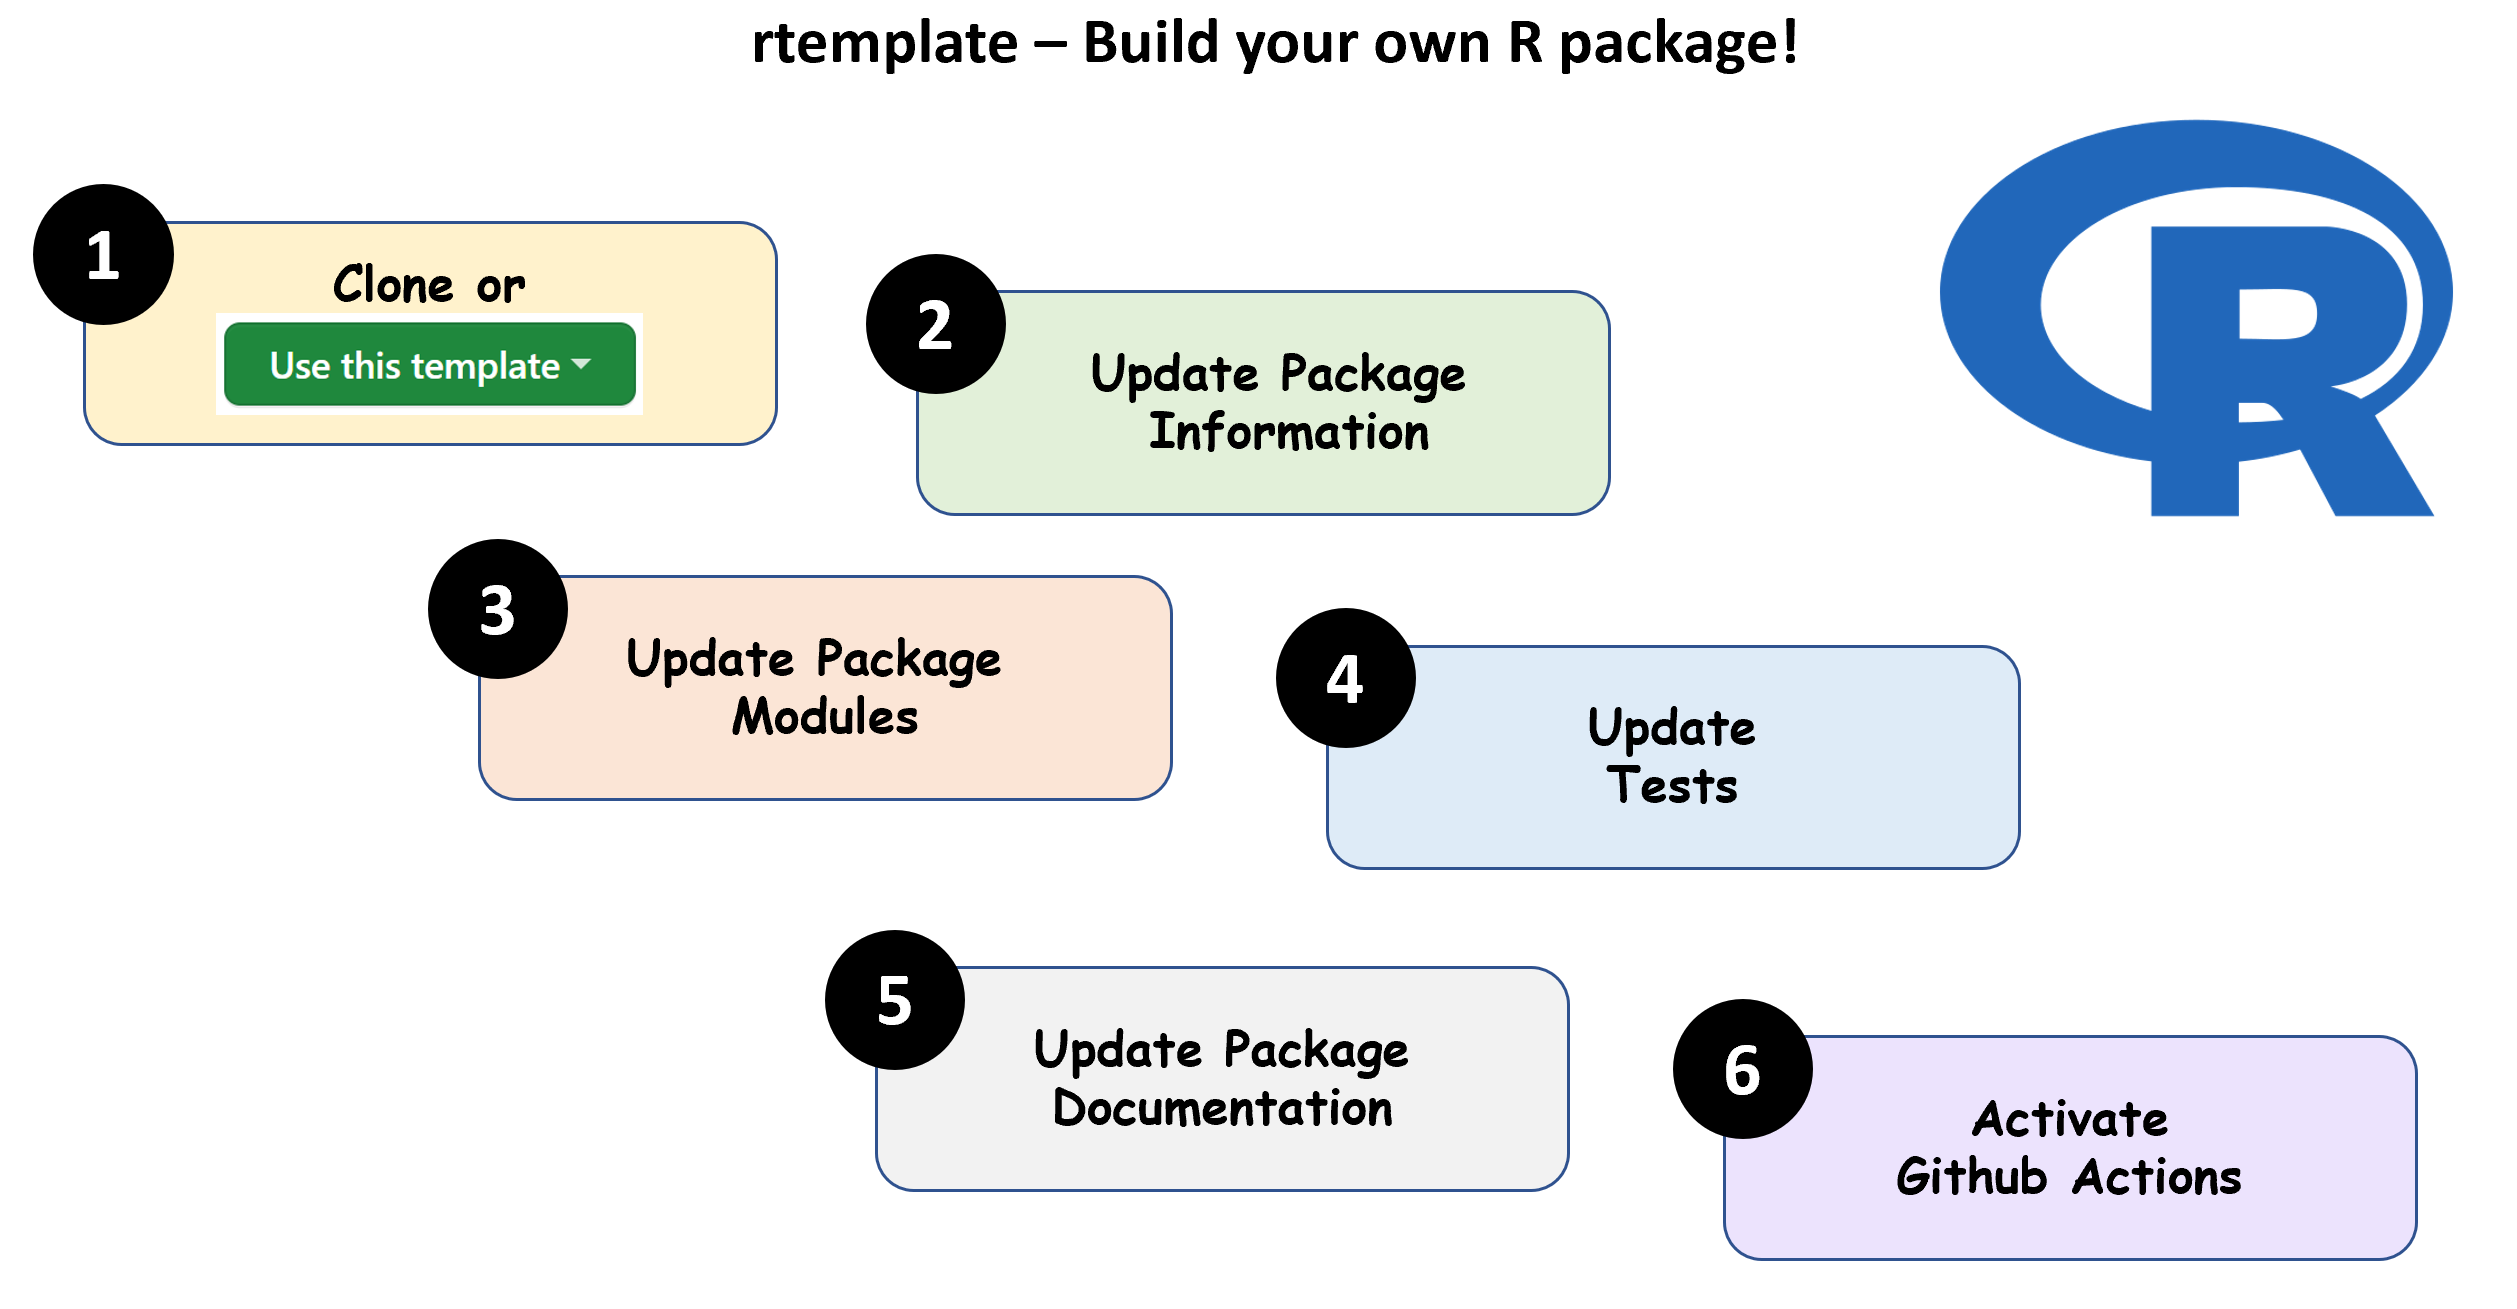 rtemplate – Build your own R package!
1
Clone or
Use this template
2
Update Package
Information
R
3
Update Package
Modules
4
Update
Tests
5
Update Package
Documentation
6
Activate
Github Actions